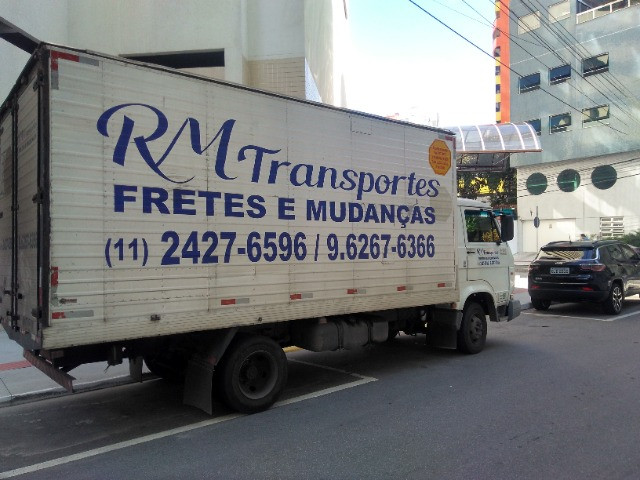 RM Transportes
FRETES E MUDANÇAS
(11) 2427-6596 / 9.6267-6366